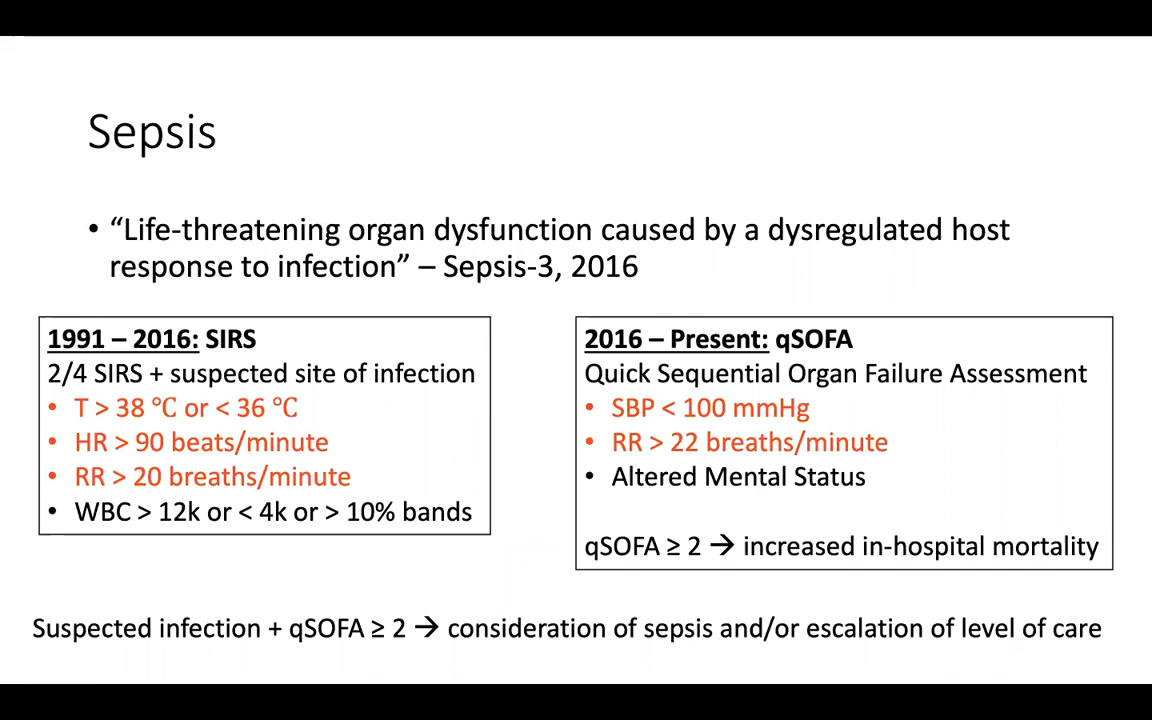 Sepsis
• “Life-threatening organ dysfunction caused by a dysregulated host
response to infection” – Sepsis-3, 2016
1991 – 2016: SIRS
2/4 SIRS + suspected site of infection
• T > 38 ℃ or < 36 ℃
• HR > 90 beats/minute
• RR > 20 breaths/minute
• WBC > 12k or < 4k or > 10% bands
2016 – Present: qSOFA
Quick Sequential Organ Failure Assessment
• SBP < 100 mmHg
• RR > 22 breaths/minute
• Altered Mental Status
qSOFA ≥ 2 → increased in-hospital mortality
Suspected infection + qSOFA ≥ 2 → consideration of sepsis and/or escalation of level of care